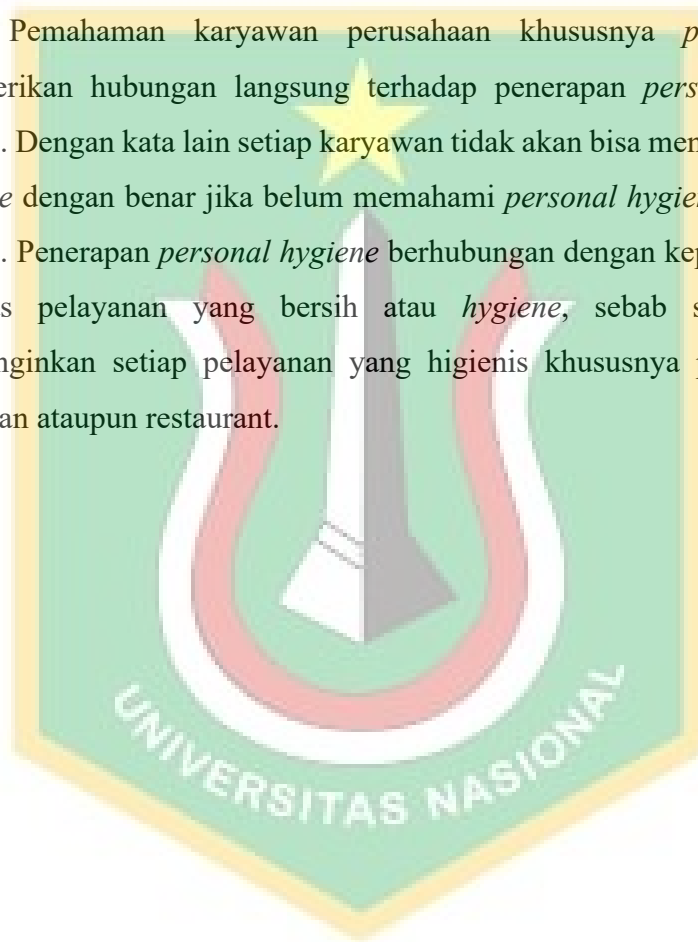 Pemahaman karyawan perusahaan khususnya
erikan hubungan langsung terhadap penerapan pers
. Dengan kata lain setiap karyawan tidak akan bisa men
e dengan benar jika belum memahami personal hygien
. Penerapan personal hygiene berhubungan dengan kep
s pelayanan yang bersih atau hygiene, sebab s
nginkan setiap pelayanan yang higienis khususnya
an ataupun restaurant.
UNIVERSITAS NASIONAL